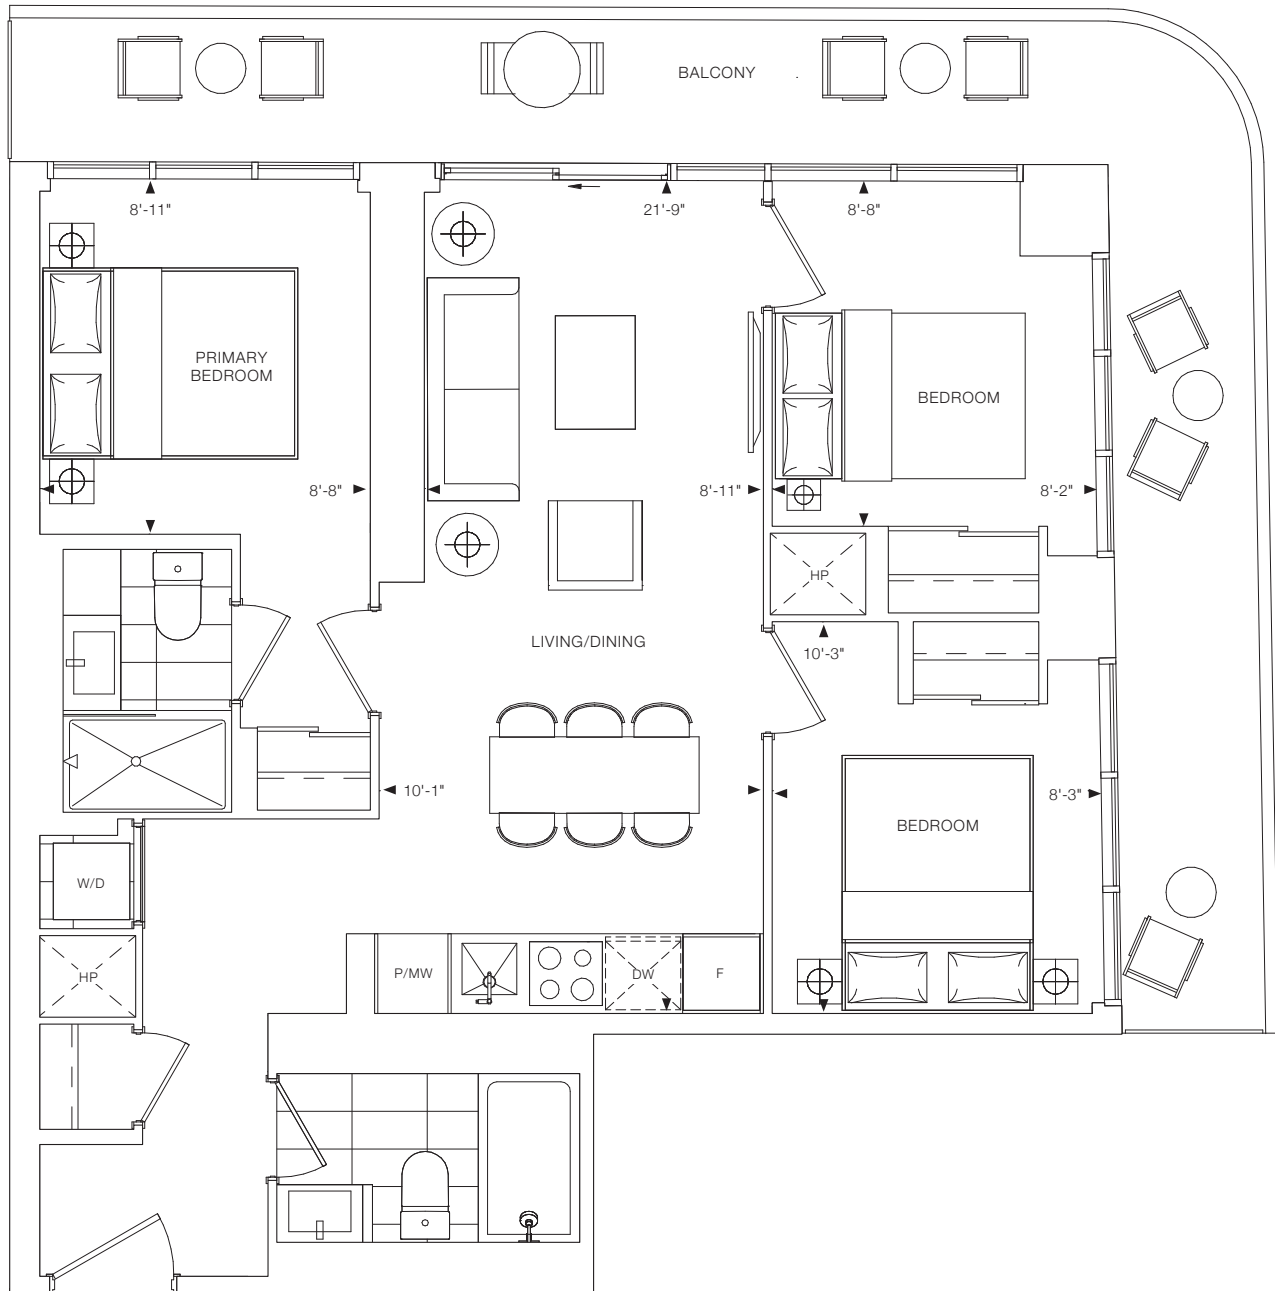 BALCONY
8'-11"
21'-9"
8'-8"
PRIMARY
BEDROOM
BEDROOM
8'-8"
8'-11"
8'-2"
HP
LIVING/DINING
10'-3"
10'-1"
8'-3"
BEDROOM
W/D
HP
P/MW
DW
F